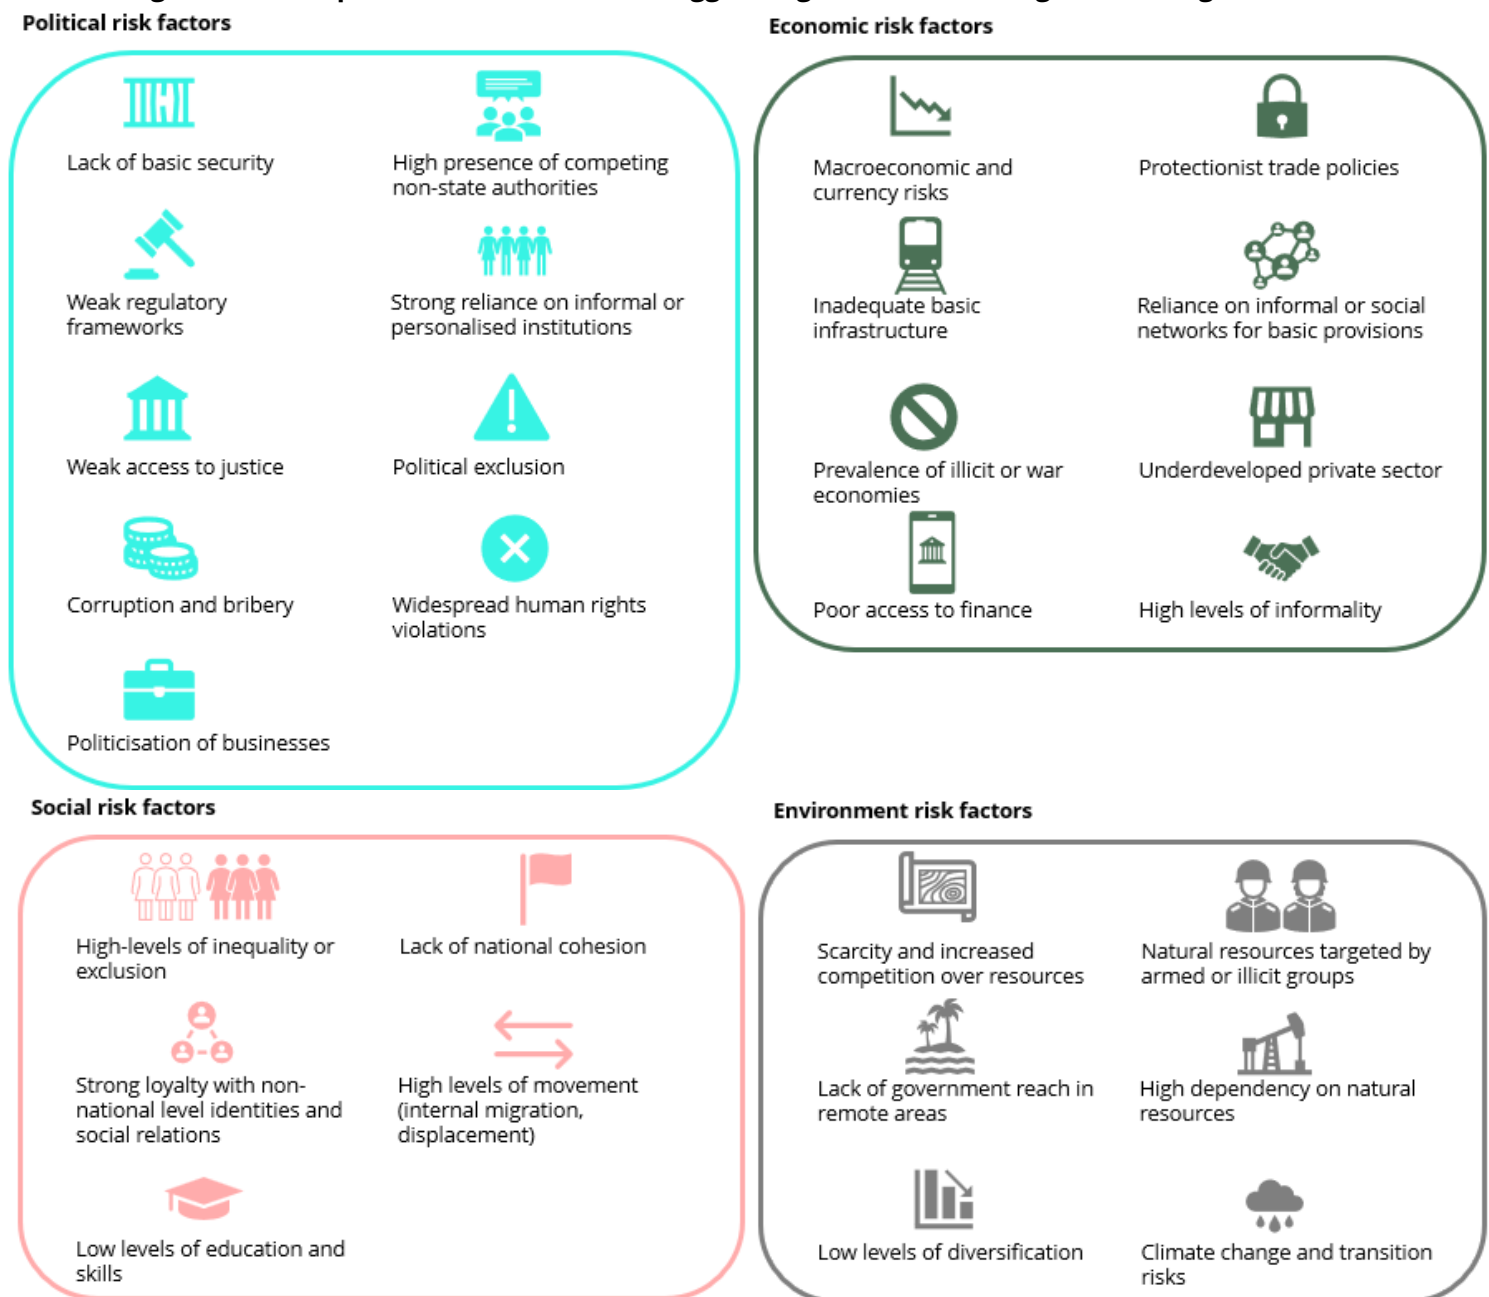 Political risk factors
Lack of basic security
High presence of competing
non-state authorities
Weak regulatory
frameworks
Strong reliance on informal or
personalised institutions
Weak access to justice
Political exclusion
Corruption and bribery
Widespread human rights
violations
Politicisation of businesses
Economic risk factors
Macroeconomic and
currency risks
Protectionist trade policies
Inadequate basic
infrastructure
Reliance on informal or social
networks for basic provisions
Prevalence of illicit or war
economies
Underdeveloped private sector
Poor access to finance
High levels of informality
Social risk factors
High-levels of inequality or
exclusion
Lack of national cohesion
Strong loyalty with non-
national level identities and
social relations
High levels of movement
(internal migration,
displacement)
Low levels of education and
skills
Environment risk factors
Scarcity and increased
competition over resources
Natural resources targeted by
armed or illicit groups
Lack of government reach in
remote areas
High dependency on natural
resources
Low levels of diversification
Climate change and transition
risks